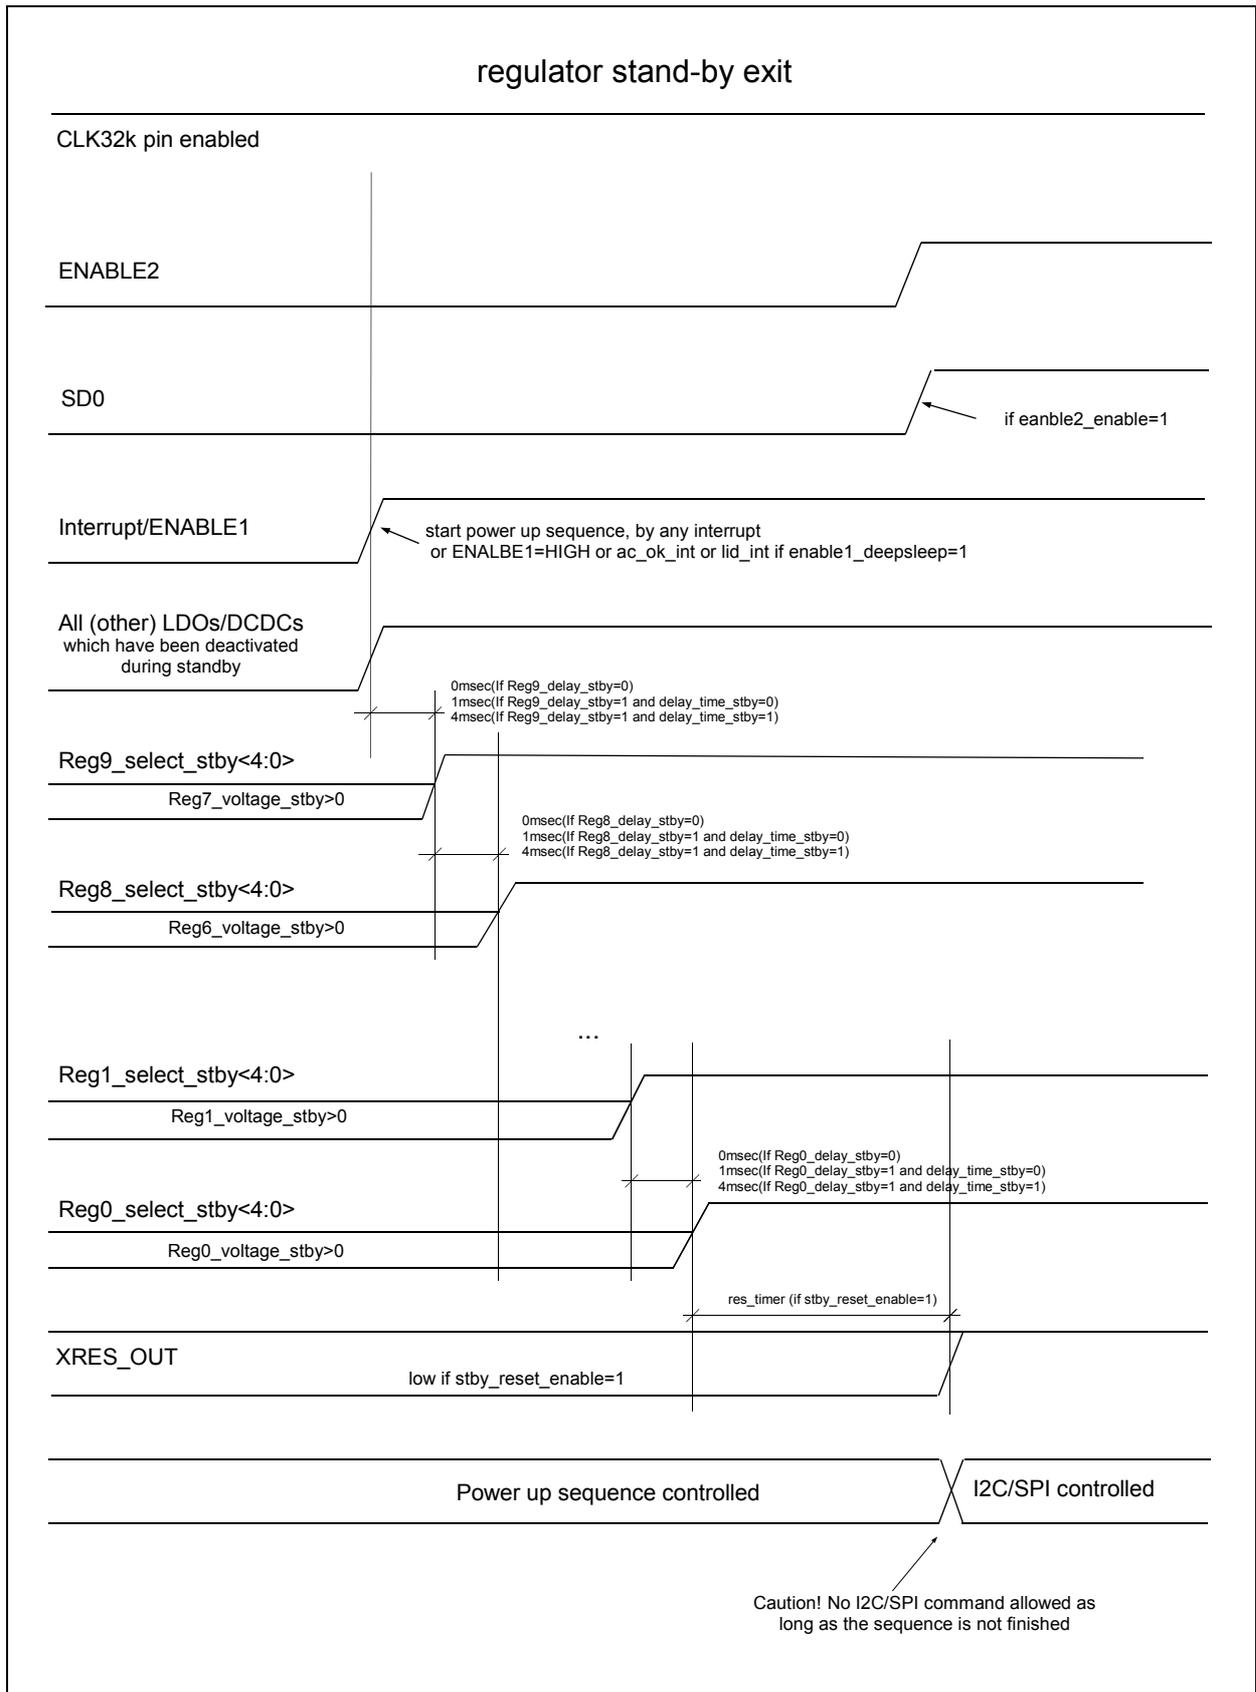 regulator stand-by exit
CLK32k pin enabled
ENABLE2
SD0
if eanble2_enable=1
Interrupt/ENABLE1
start power up sequence, by any interrupt
or ENALBE1=HIGH or ac_ok_int or lid_int if enable1_deepsleep=1
All (other) LDOs/DCDCs
which have been deactivated
during standby
0msec(If Reg9_delay_stby=0)
1msec(If Reg9_delay_stby=1 and delay_time_stby=0)
4msec(If Reg9_delay_stby=1 and delay_time_stby=1)
Reg9_select_stby<4:0>
Reg7_voltage_stby>0
0msec(If Reg8_delay_stby=0)
1msec(If Reg8_delay_stby=1 and delay_time_stby=0)
4msec(If Reg8_delay_stby=1 and delay_time_stby=1)
Reg8_select_stby<4:0>
Reg6_voltage_stby>0
...
Reg1_select_stby<4:0>
Reg1_voltage_stby>0
0msec(If Reg0_delay_stby=0)
1msec(If Reg0_delay_stby=1 and delay_time_stby=0)
4msec(If Reg0_delay_stby=1 and delay_time_stby=1)
Reg0_select_stby<4:0>
Reg0_voltage_stby>0
res_timer (if stby_reset_enable=1)
XRES_OUT
low if stby_reset_enable=1
Power up sequence controlled
I2C/SPI controlled
Caution! No I2C/SPI command allowed as
long as the sequence is not finished